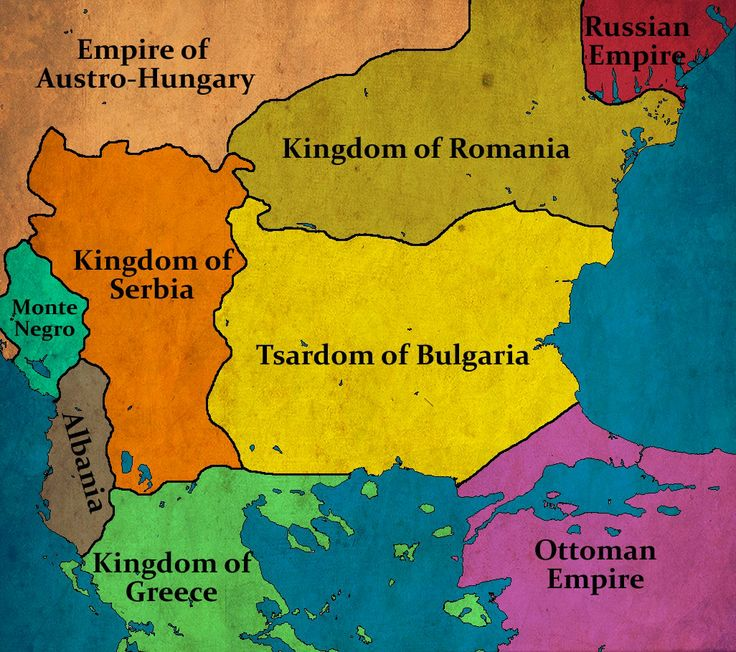 Russian
Empire
Empire of
Austro-Hungary
Kingdom of Romania
Kingdom of
Serbia
Monte
Negro
Tsardom of Bulgaria
Albania
Kingdom of
Greece
Ottoman
Empire